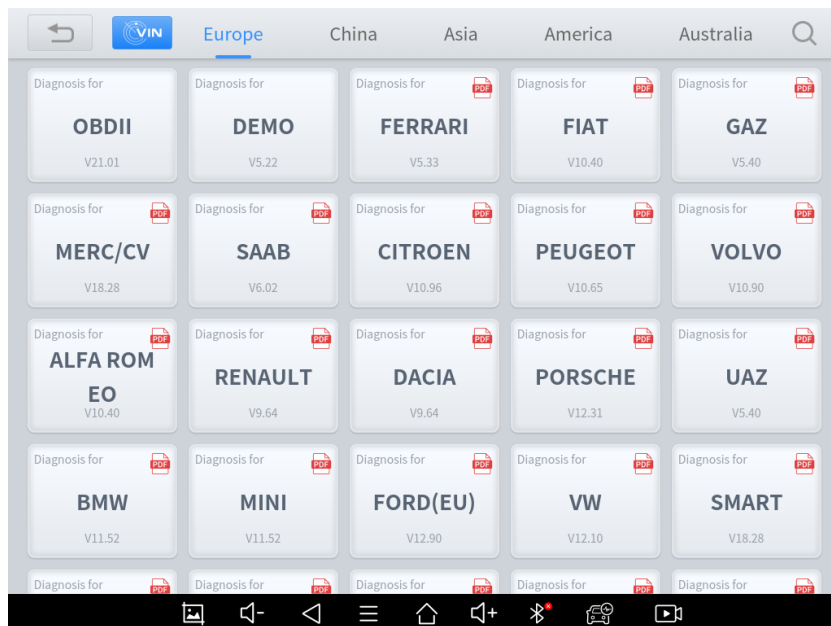 VIN
Europe
China
Asia
America
Australia
Diagnosis for
OBDII
V21.01
Diagnosis for
DEMO
V5.22
Diagnosis for
PDF
FERRARI
V5.33
Diagnosis for
PDF
FIAT
V10.40
Diagnosis for
PDF
GAZ
V5.40
Diagnosis for
PDF
MERC/CV
V18.28
Diagnosis for
PDF
SAAB
V6.02
Diagnosis for
PDF
CITROEN
V10.96
Diagnosis for
PDF
PEUGEOT
V10.65
Diagnosis for
PDF
VOLVO
V10.90
Diagnosis for
PDF
ALFA ROM
EO
V10.40
Diagnosis for
PDF
RENAULT
V9.64
Diagnosis for
PDF
DACIA
V9.64
Diagnosis for
PDF
PORSCHE
V12.31
Diagnosis for
PDF
UAZ
V5.40
Diagnosis for
PDF
BMW
V11.52
Diagnosis for
PDF
MINI
V11.52
Diagnosis for
PDF
FORD(EU)
V12.90
Diagnosis for
PDF
VW
V12.10
Diagnosis for
PDF
SMART
V18.28
Diagnosis for
PDF
Diagnosis for
PDF
Diagnosis for
PDF
Diagnosis for
PDF
Diagnosis for
PDF